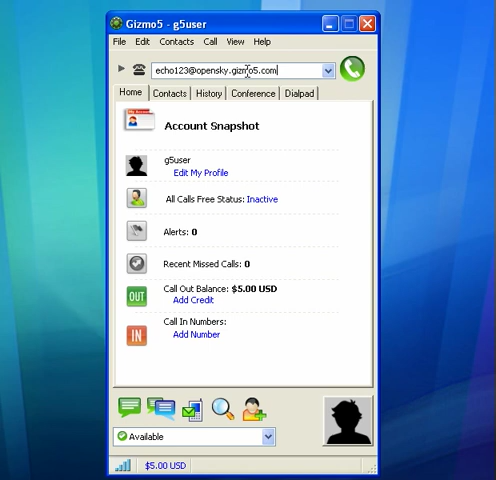 Gizmo5 - g5user
File Edit Contacts Call View Help
echo123@opensky.gizmo5.com
Home Contacts History Conference Dialpad
Account Snapshot
g5user
Edit My Profile
All Calls Free Status: Inactive
Alerts: 0
Recent Missed Calls: 0
OUT
Call Out Balance: $5.00 USD
Add Credit
IN
Call In Numbers:
Add Number
Available
$5.00 USD